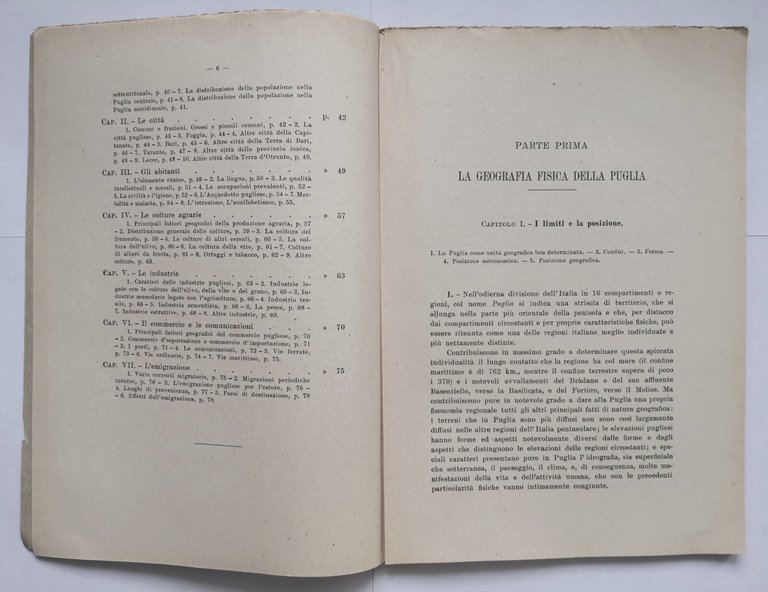 — 6 —
settentrionale, p. 40 – 7. La distribuzione della popolazione nella
Puglia centrale, p. 41 – 8. La distribuzione della popolazione nella
Puglia meridionale, p. 41.
CAP. II. – Le città . . . . . . . . . p. 42
1. Comuni e frazioni, Grossi e piccoli comuni, p. 42 – 2. La
città pugliese, p. 43 – 3. Foggia, p. 44 – 4. Altre città della Capi-
tanata, p. 45 – 5. Bari, p. 45 – 6. Altre città della Terra di Bari,
p. 46 – 7. Taranto, p. 47 – 8. Altre città della provincia ionica,
p. 48 – 9. Lecce, p. 48 – 10. Altre città della Terra d'Otranto, p. 49.
CAP. III. – Gli abitanti . . . . . . . . » 49
1. L'elemento etnico, p. 49 – 2. La lingua, p. 50 – 3. Le qualità
intellettuali e morali, p. 51 – 4. Le occupazioni prevalenti, p. 52 –
5. La civiltà e l'igiene, p. 52 – 6. L'Acquedotto pugliese, p. 54 – 7. Mor-
talità e malaria, p. 54 – 8. L'istruzione. L'analfabetismo, p. 55.
CAP. IV. – Le colture agrarie . . . . . . . » 57
1. Principali fattori geografici della produzione agraria, p. 57
– 2. Distribuzione generale delle colture, p. 59 – 3. La coltura del
frumento, p. 59 – 4. Le colture di altri cereali, p. 60 – 5. La col-
tura dell'ulivo, p. 60 – 6. La coltura della vite, p. 61 – 7. Colture
di alberi da frutta, p. 61 – 8. Ortaggi e tabacco, p. 62 – 9. Altre
colture, p. 63.
CAP. V. – Le industrie . . . . . . . . » 63
1. Caratteri delle industrie pugliesi, p. 63 – 2. Industrie le-
gate con le colture dell'ulivo, della vite e del grano, p. 65 – 3. In-
dustrie secondarie legate con l'agricoltura, p. 66 – 4. Industria tes-
sile, p. 66 – 5. Industria armentizia, p. 66 – 6. La pesca, p. 68 –
7. Industrie estrattive, p. 68 – 8. Altre industrie, p. 69.
CAP. VI. – Il commercio e le comunicazioni . . . . » 70
1. Principali fattori geografici del commercio pugliese, p. 70
– 2. Commercio d'esportazione e commercio d'importazione, p. 71
– 3. I porti, p. 71 – 4. Le comunicazioni, p. 72 – 5. Vie ferrate,
p. 73 – 6. Vie ordinarie, p. 74 – 7. Vie marittime, p. 75.
CAP. VII. – L'emigrazione . . . . . . . » 75
1. Varie correnti migratorie, p. 75 – 2. Migrazioni periodiche
interne, p. 76 – 3. L'emigrazione pugliese per l'estero, p. 76 –
4. Luoghi di provenienza, p. 77 – 5. Paesi di destinazione, p. 78
– 6. Effetti dell'emigrazione, p. 78.
PARTE PRIMA
LA GEOGRAFIA FISICA DELLA PUGLIA
CAPITOLO I. – I limiti e la posizione.
1. La Puglia come unità geografica ben determinata. — 2. Confini. — 3. Forma. —
4. Posizione astronomica. — 5. Posizione geografica.
1. – Nell'odierna divisione dell'Italia in 16 compartimenti o re-
gioni, col nome Puglia si indica una striscia di territorio, che si
allunga nella parte più orientale della penisola e che, per distacco
dai compartimenti circostanti e per proprie caratteristiche fisiche, può
essere ritenuta come una delle regioni italiane meglio individuate e
più nettamente distinte.
Contribuiscono in massimo grado a determinare questa spiccata
individualità il lungo contatto che la regione ha col mare (il confine
marittimo è di 762 km., mentre il confine terrestre supera di poco
i 370) e i notevoli avvallamenti del Bràdano e del suo affluente
Basentiello, verso la Basilicata, e del Fortòre, verso il Molise. Ma
contribuiscono pure in notevole grado a dare alla Puglia una propria
fisonomia regionale tutti gli altri principali fatti di natura geografica:
i terreni che in Puglia sono più diffusi non sono così largamente
diffusi nelle altre regioni dell'Italia peninsulare; le elevazioni pugliesi
hanno forme ed aspetti notevolmente diversi dalle forme e dagli
aspetti che distinguono le elevazioni delle regioni circostanti; e spe-
ciali caratteri presentano pure in Puglia l'idrografia, sia superficiale
che sotterranea, il paesaggio, il clima, e, di conseguenza, molte ma-
nifestazioni della vita e dell'attività umana, che con le precedenti
particolarità fisiche vanno intimamente congiunte.